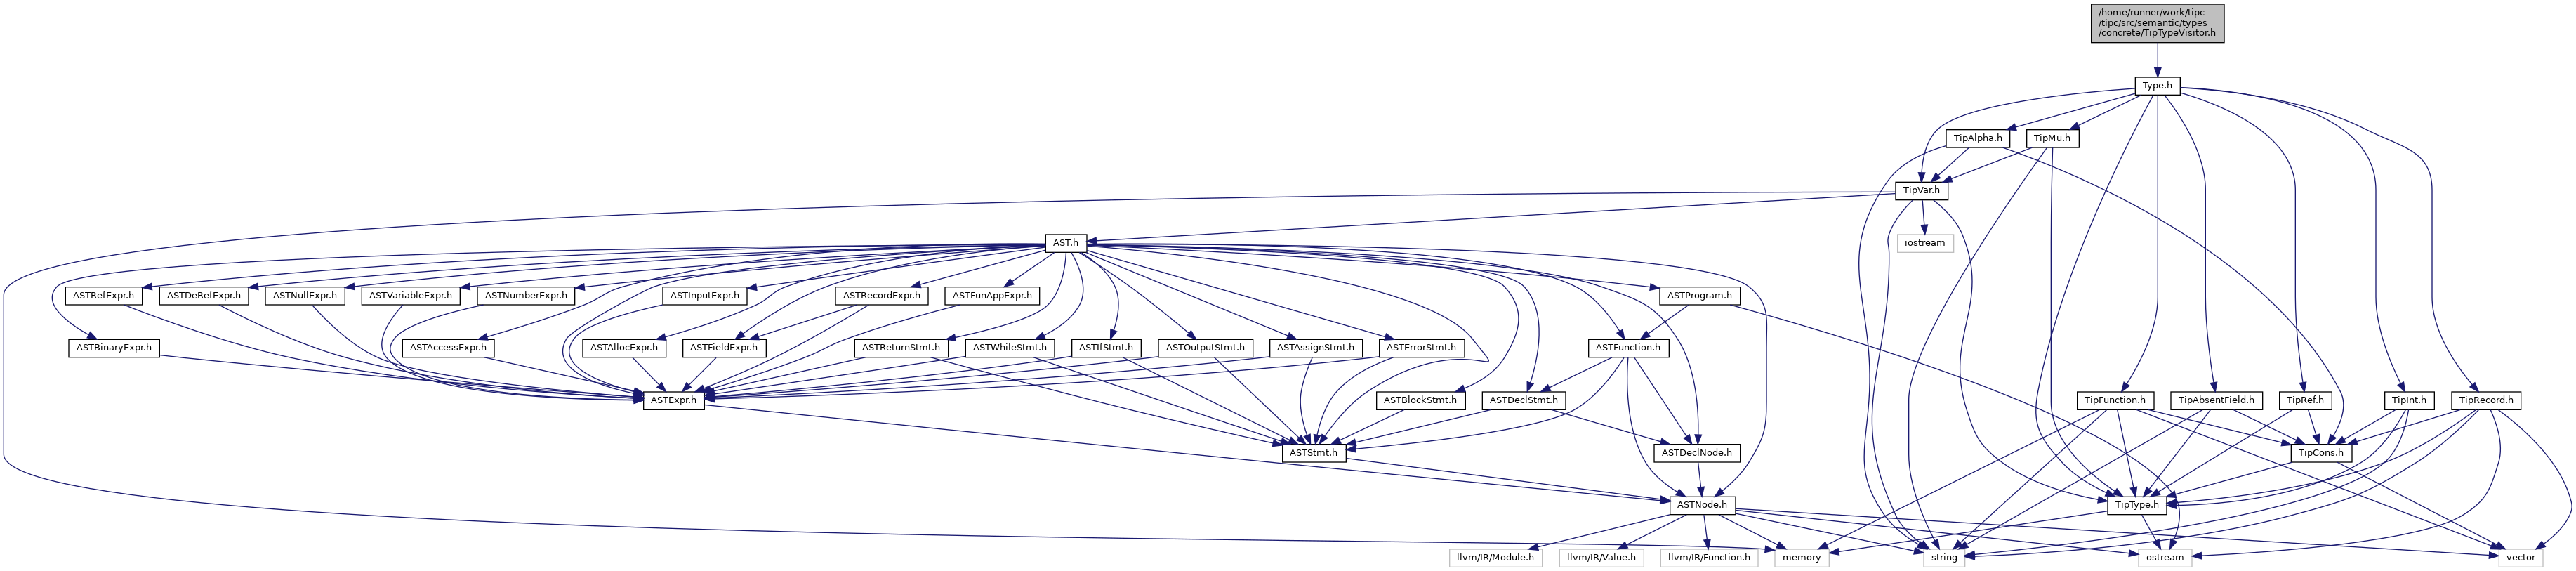 /home/runner/work/tipc
/tipc/src/semantic/types
/concrete/TipTypeVisitor.h
Type.h
TipAlpha.h
TipMu.h
TipVar.h
AST.h
iostream
ASTRefExpr.h
ASTDeRefExpr.h
ASTNullExpr.h
ASTVariableExpr.h
ASTNumberExpr.h
ASTInputExpr.h
ASTRecordExpr.h
ASTFunAppExpr.h
ASTProgram.h
ASTBinaryExpr.h
ASTAccessExpr.h
ASTAllocExpr.h
ASTFieldExpr.h
ASTReturnStmt.h
ASTWhileStmt.h
ASTIfStmt.h
ASTOutputStmt.h
ASTAssignStmt.h
ASTErrorStmt.h
ASTFunction.h
ASTExpr.h
ASTBlockStmt.h
ASTDeclStmt.h
TipFunction.h
TipAbsentField.h
TipRef.h
TipInt.h
TipRecord.h
ASTStmt.h
ASTDeclNode.h
TipCons.h
ASTNode.h
TipType.h
llvm/IR/Module.h
llvm/IR/Value.h
llvm/IR/Function.h
memory
string
ostream
vector